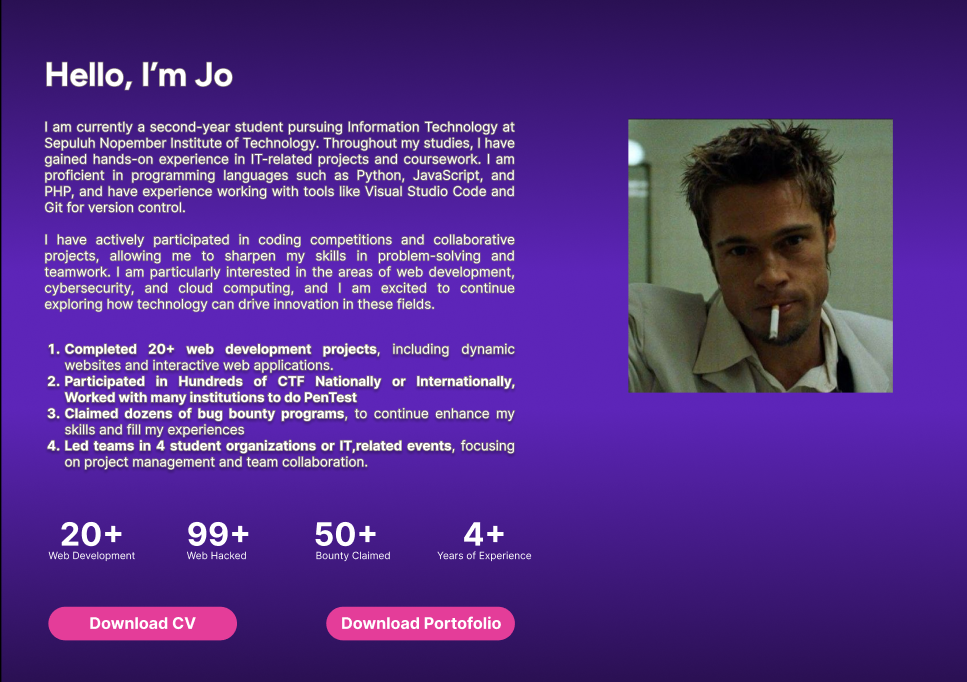 Hello, I’m Jo
I am currently a second-year student pursuing Information Technology at
Sepuluh Nopember Institute of Technology. Throughout my studies, I have
gained hands-on experience in IT-related projects and coursework. I am
proficient in programming languages such as Python, JavaScript, and
PHP, and have experience working with tools like Visual Studio Code and
Git for version control.
I have actively participated in coding competitions and collaborative
projects, allowing me to sharpen my skills in problem-solving and
teamwork. I am particularly interested in the areas of web development,
cybersecurity, and cloud computing, and I am excited to continue
exploring how technology can drive innovation in these fields.
1. Completed 20+ web development projects, including dynamic
websites and interactive web applications.
2. Participated in Hundreds of CTF Nationally or Internationally,
Worked with many institutions to do PenTest
3. Claimed dozens of bug bounty programs, to continue enhance my
skills and fill my experiences
4. Led teams in 4 student organizations or IT,related events, focusing
on project management and team collaboration.
20+ 99+ 50+ 4+
Web Development Web Hacked Bounty Claimed Years of Experience
Download CV Download Portofolio